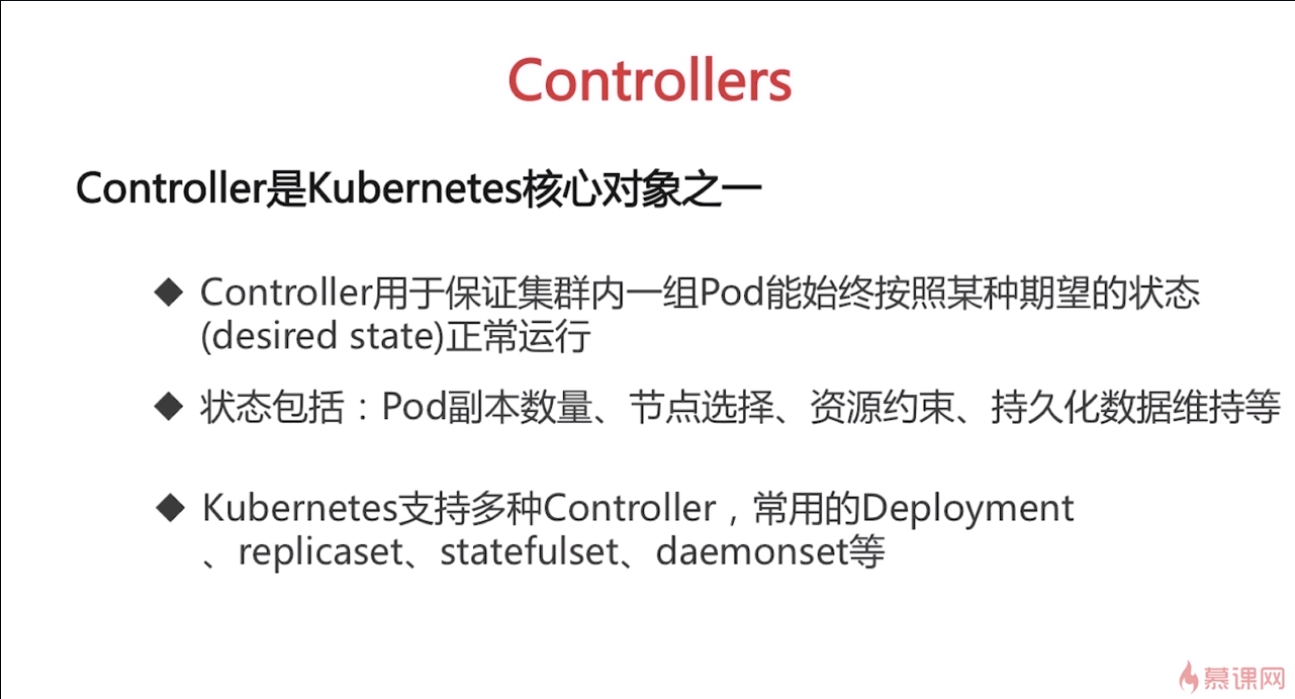 Controllers
Controller是Kubernetes核心对象之一
◆ Controller用于保证集群内一组Pod能始终按照某种期望的状态
(desired state)正常运行
◆ 状态包括：Pod副本数量、节点选择、资源约束、持久化数据维持等
◆ Kubernetes支持多种Controller，常用的Deployment
、replicaset、statefulset、daemonset等
慕课网